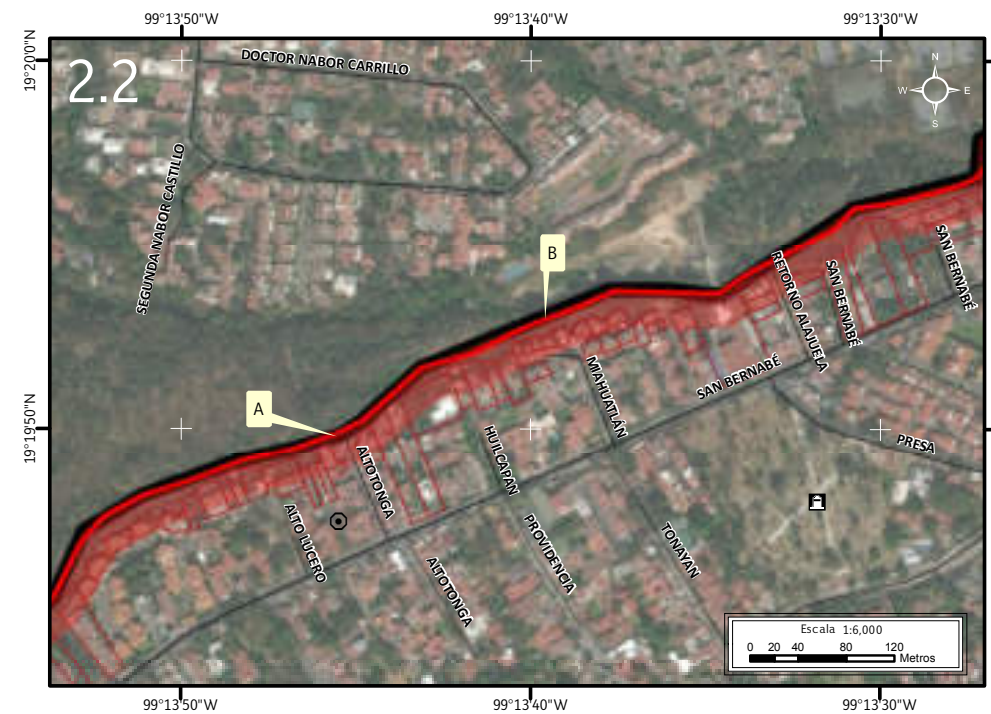 99°13'50"W
99°13'40"W
99°13'30"W
19°20'0"N
2.2
DOCTOR NABOR CARRILLO
N
W
E
S
SEGUNDA NABOR CASTILLO
B
SAN BERNABÉ
RETORNO ALAJUELA
SAN BERNABÉ
MIAHUATLÁN
SAN BERNABÉ
A
19°19'50"N
HUILCAPAN
ALTOTONGA
PRESA
ALTO LUCERO
PROVIDENCIA
TONAYAN
ALTOTONGA
Escala 1:6,000
0 20 40 80 120
Metros
99°13'50"W
99°13'40"W
99°13'30"W